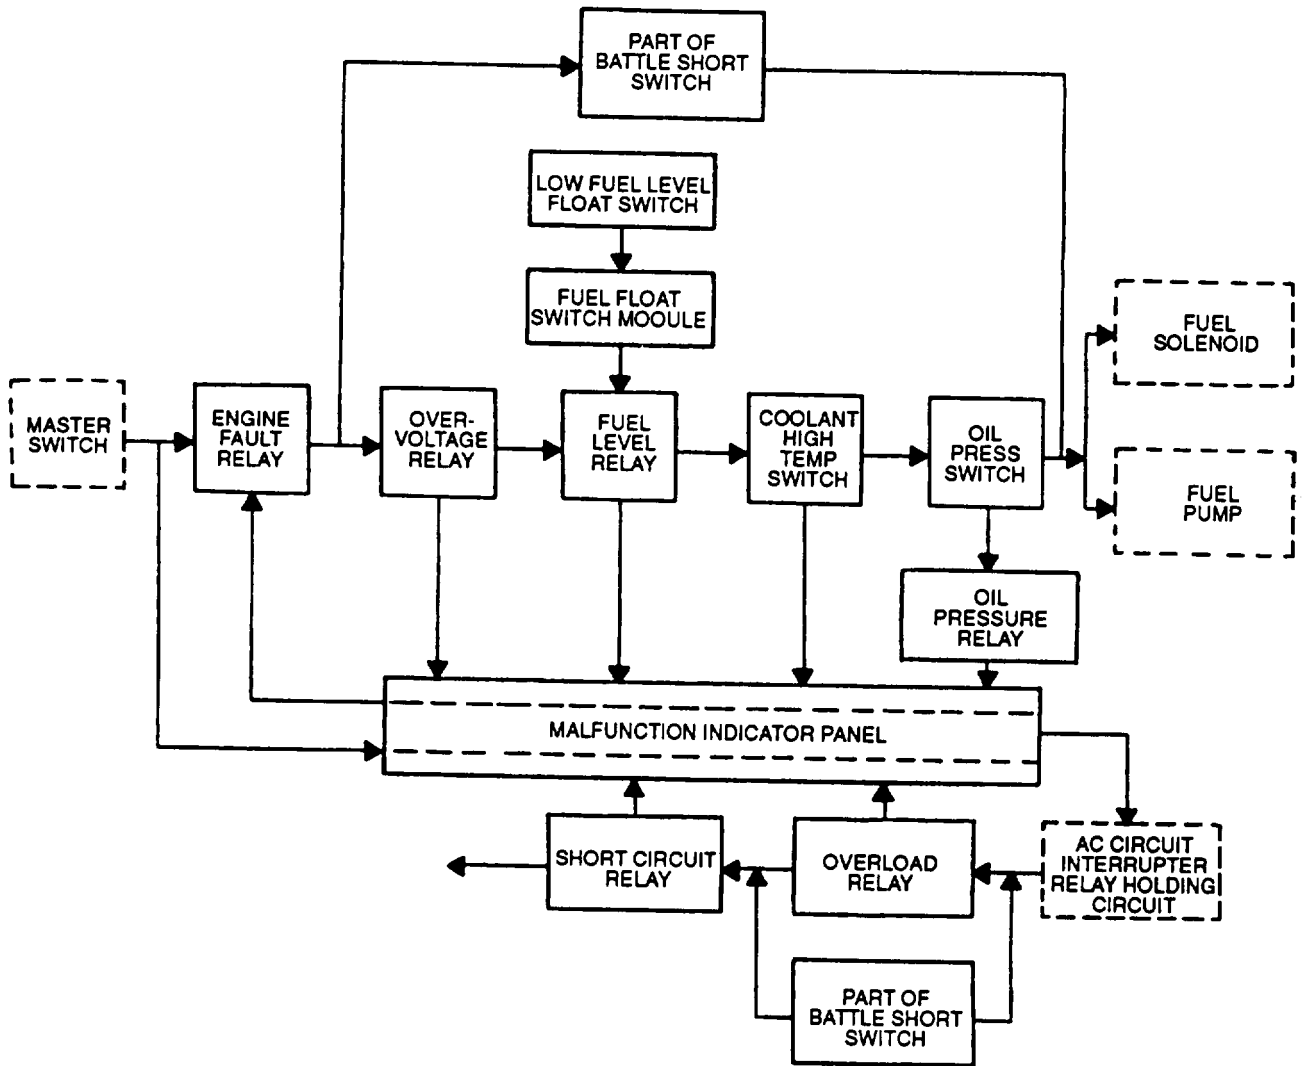 PART OF
BATTLE SHORT
SWITCH
LOW FUEL LEVEL
FLOAT SWITCH
FUEL FLOAT
SWITCH MOOULE
MASTER
SWITCH
ENGINE
FAULT
RELAY
OVER-
VOLTAGE
RELAY
FUEL
LEVEL
RELAY
COOLANT
HIGH
TEMP
SWITCH
OIL
PRESS
SWITCH
FUEL
SOLENOID
FUEL
PUMP
OIL
PRESSURE
RELAY
MALFUNCTION INDICATOR PANEL
SHORT CIRCUIT
RELAY
OVERLOAD
RELAY
AC CIRCUIT
INTERRUPTER
RELAY HOLDING
CIRCUIT
PART OF
BATTLE SHORT
SWITCH